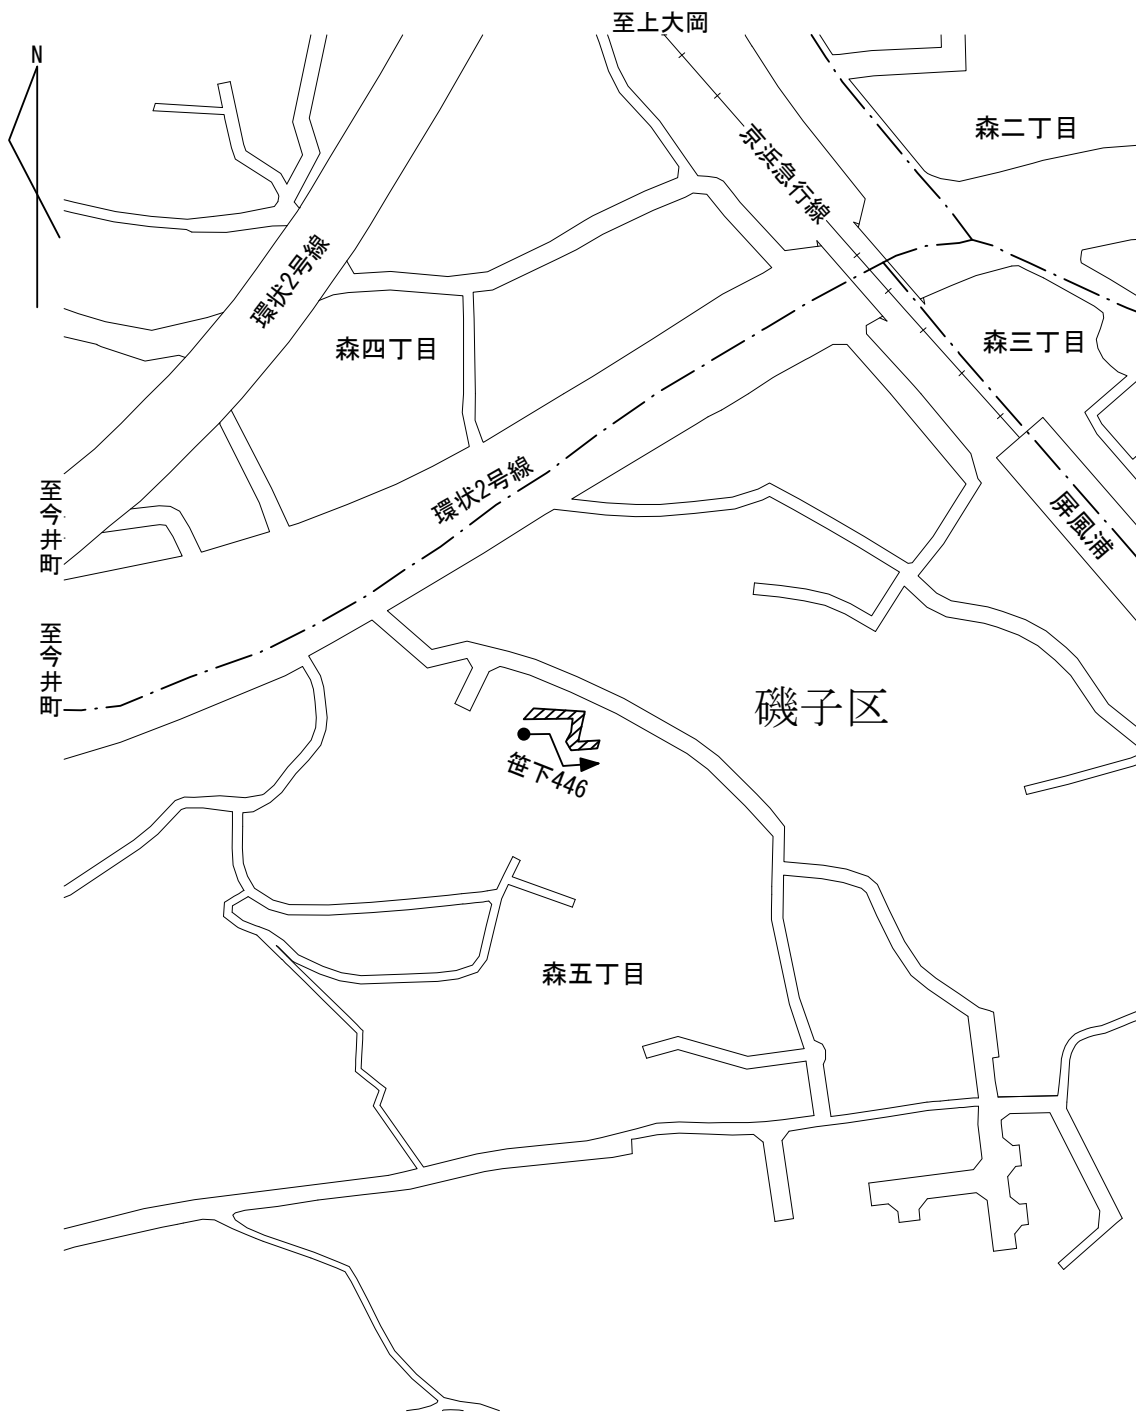 至上大岡
N
森二丁目
京浜急行線
環状2号線
森四丁目
森三丁目
環状2号線
至今井町
屏風浦
至今井町
磯子区
笹下446
森五丁目